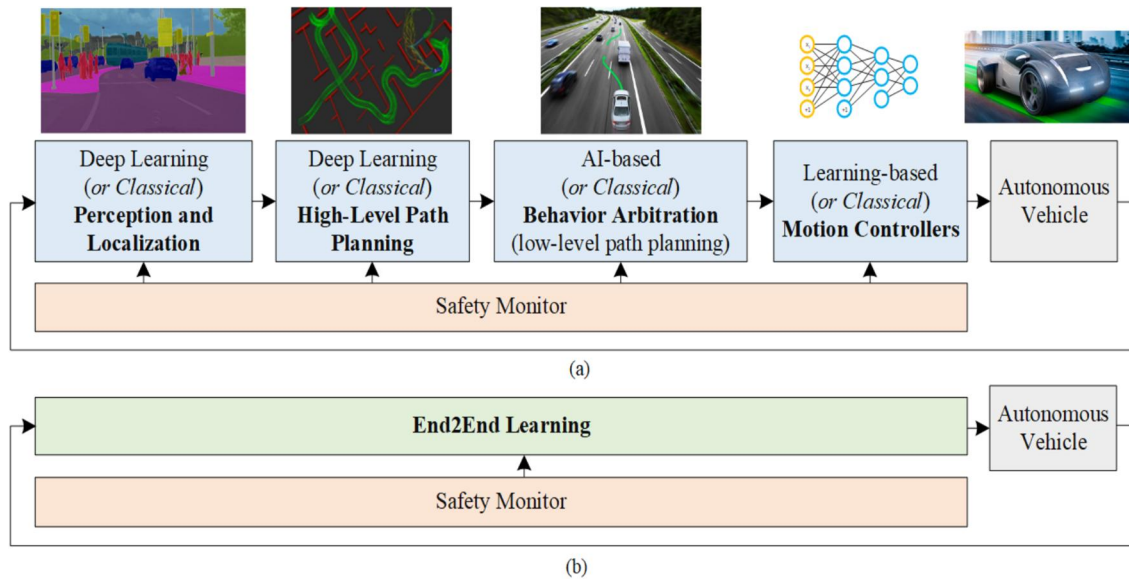 Deep Learning
(or Classical)
Perception and
Localization
Deep Learning
(or Classical)
High-Level Path
Planning
AI-based
(or Classical)
Behavior Arbitration
(low-level path planning)
Learning-based
(or Classical)
Motion Controllers
Autonomous
Vehicle
Safety Monitor
(a)
End2End Learning
Autonomous
Vehicle
Safety Monitor
(b)